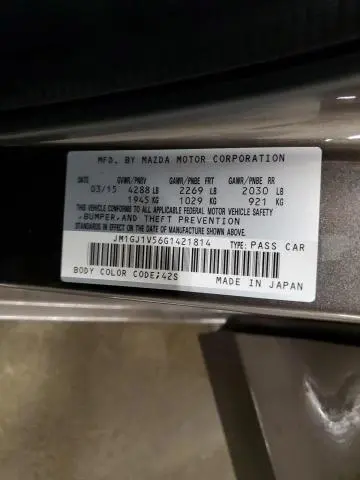 MFD. BY MAZDA MOTOR CORPORATION
GVWR/PNBV GAWR/PNBE FRT GAWR/PNBE RR
03/15 4288 LB 2269 LB 2030 LB
1945 KG 1029 KG 921 KG
THIS VEHICLE CONFORMS TO ALL APPLICABLE FEDERAL MOTOR VEHICLE SAFETY,
BUMPER, AND THEFT PREVENTION
STANDARDS IN EFFECT ON THE DATE OF MANUFACTURE SHOWN ABOVE.
JM1GJ1V56G1421814 TYPE: PASS CAR
BODY COLOR CODE;42S MADE IN JAPAN